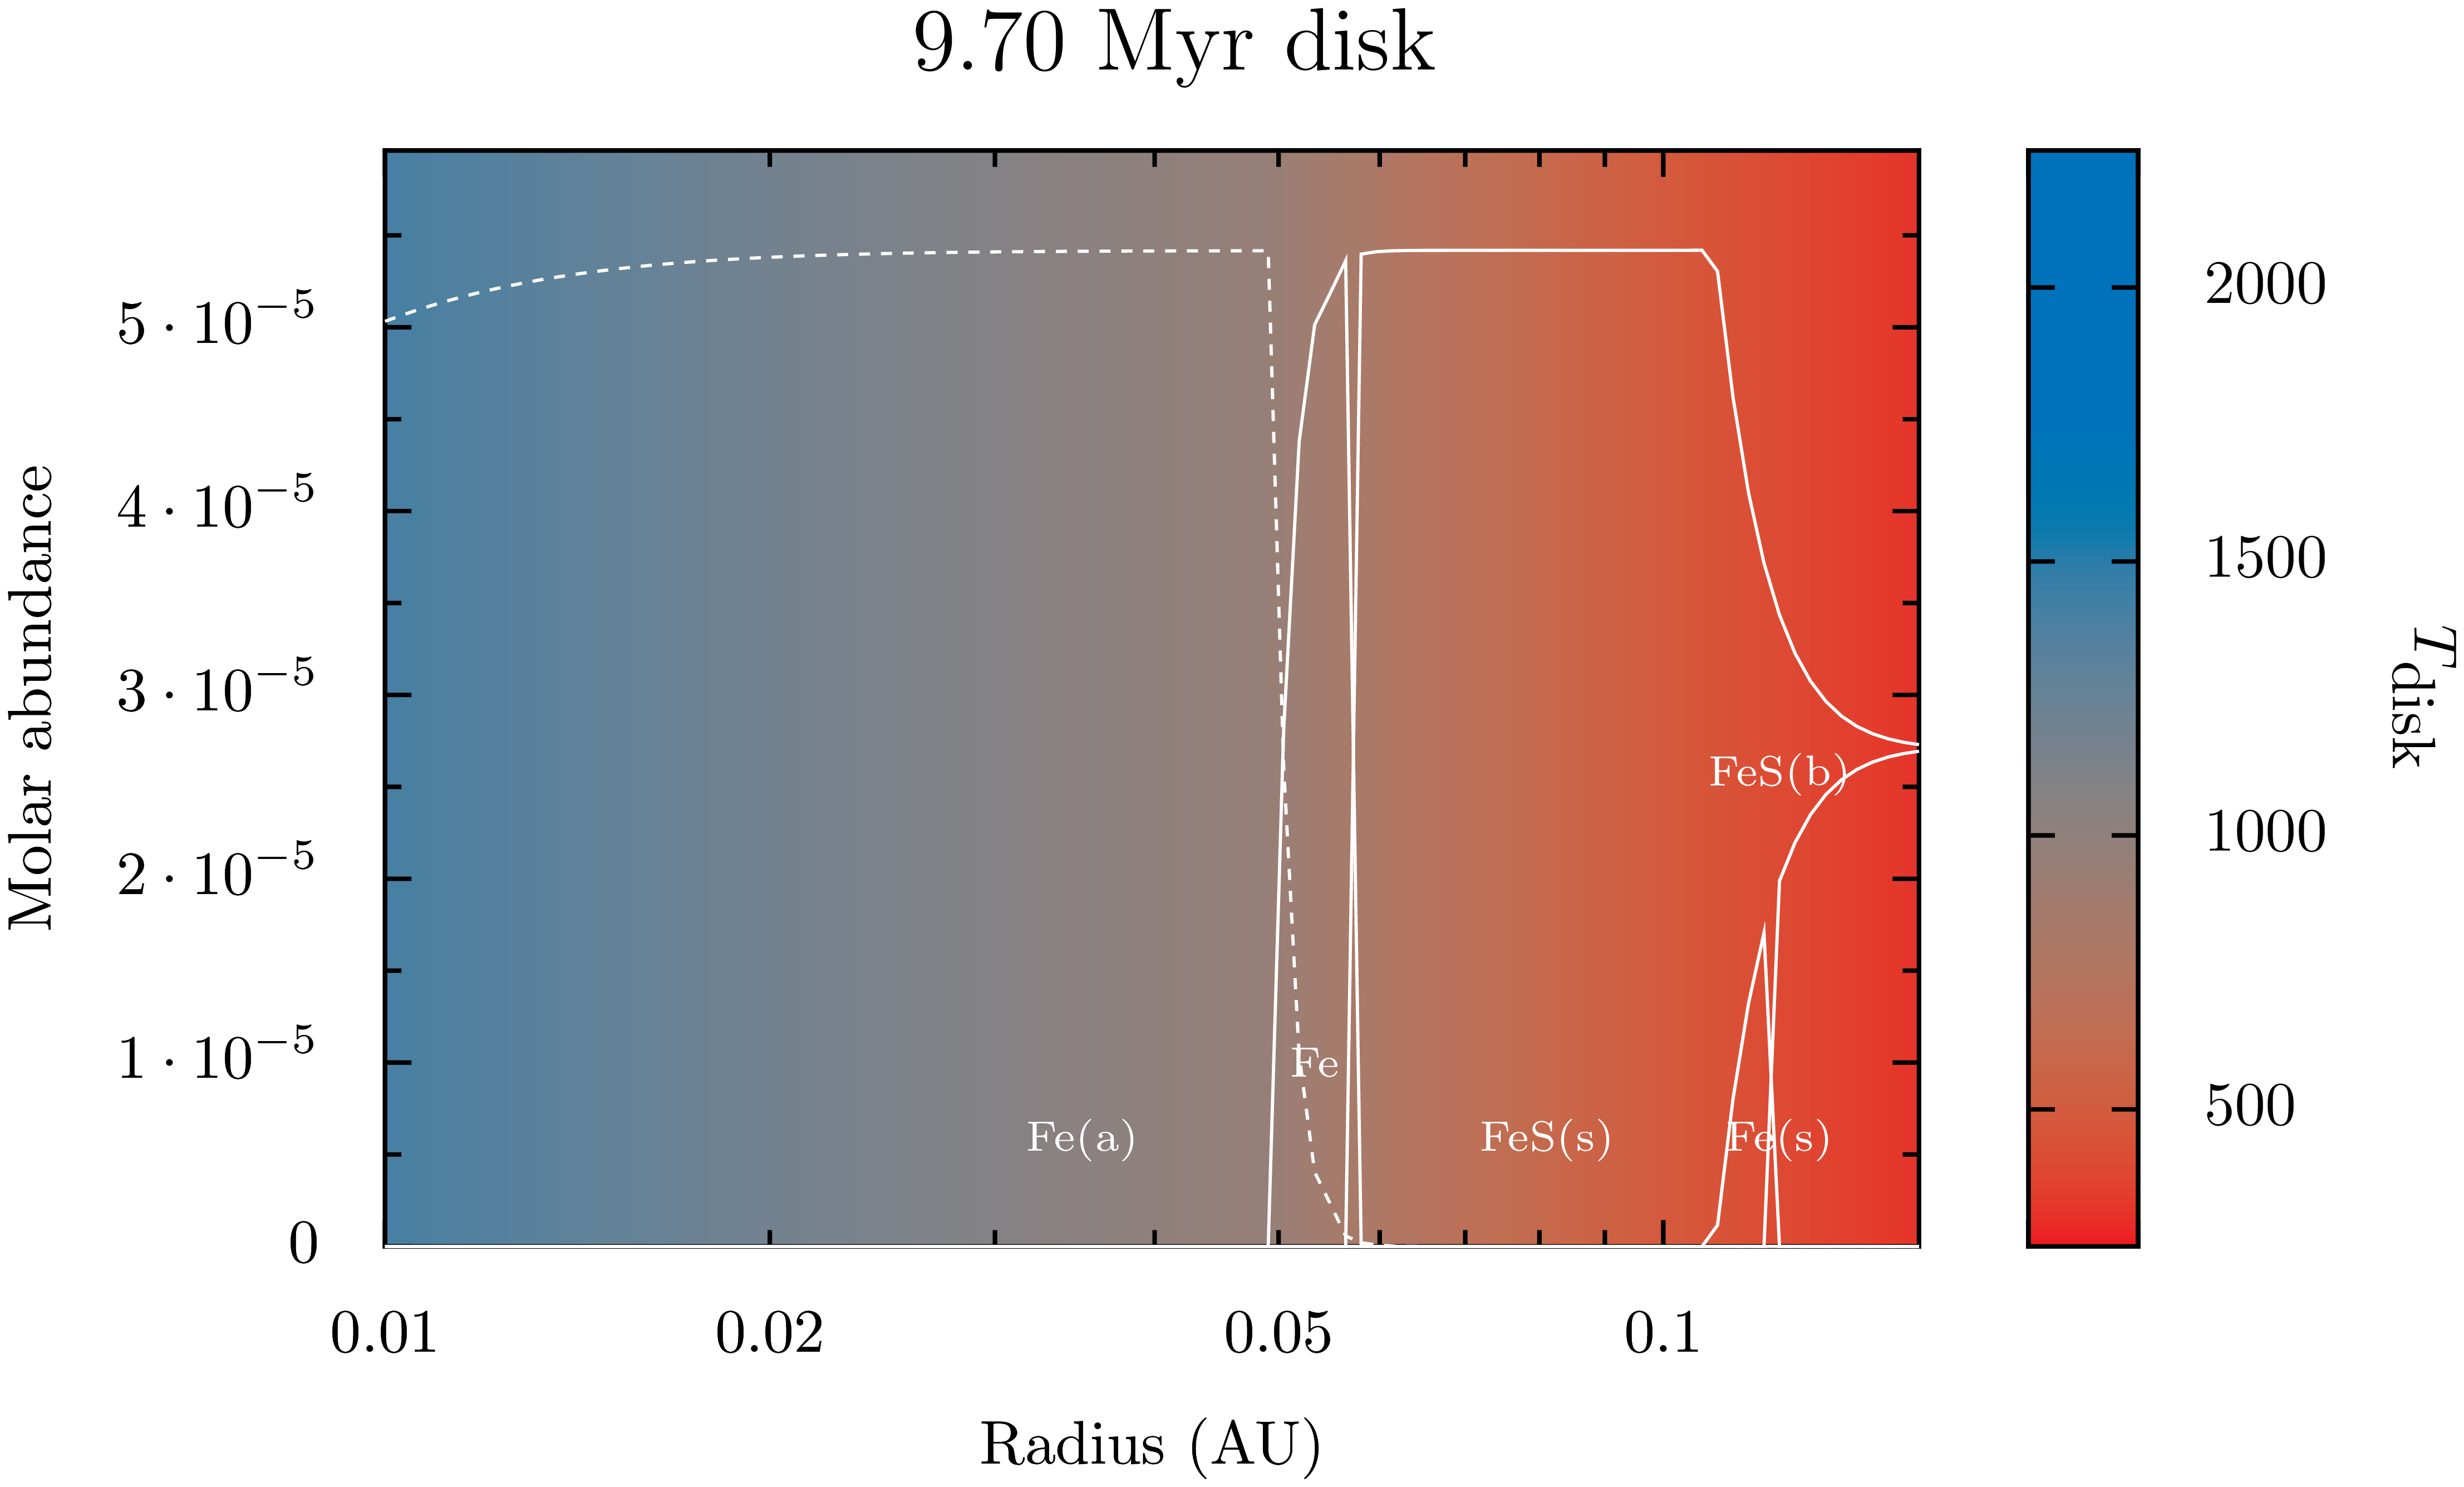 9.70 Myr disk
Molar abundance
5 · 10⁻⁵
4 · 10⁻⁵
3 · 10⁻⁵
2 · 10⁻⁵
1 · 10⁻⁵
0
FeS(b)
Fe
Fe(a)
FeS(s)
Fe(s)
0.01
0.02
0.05
0.1
Radius (AU)
2000
1500
1000
500
T_disk